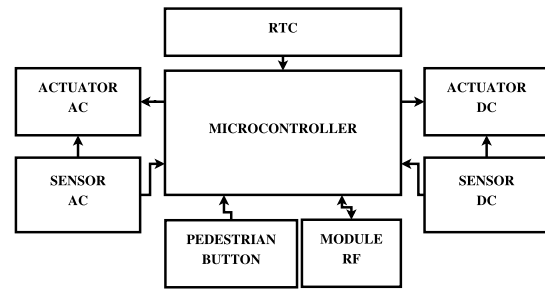 RTC
ACTUATOR
AC
MICROCONTROLLER
ACTUATOR
DC
SENSOR
AC
SENSOR
DC
PEDESTRIAN
BUTTON
MODULE
RF